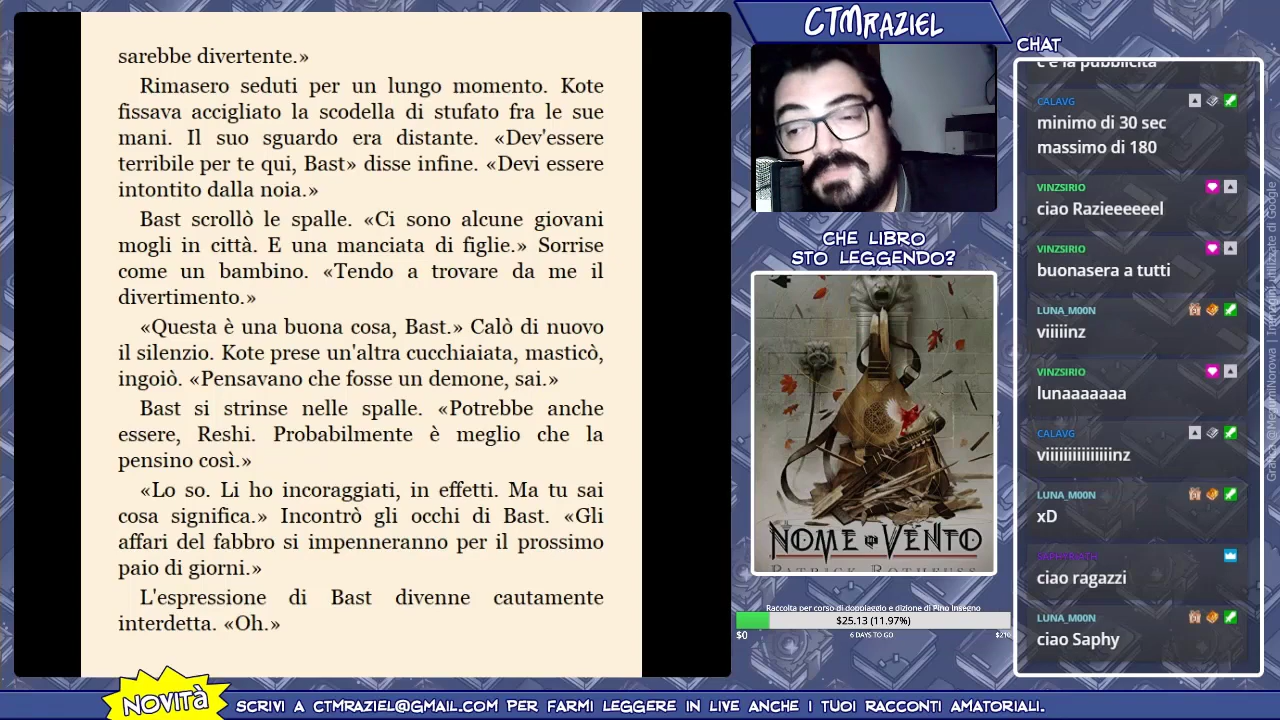 sarebbe divertente.»
Rimasero seduti per un lungo momento. Kote
fissava accigliato la scodella di stufato fra le sue
mani. Il suo sguardo era distante. «Dev'essere
terribile per te qui, Bast» disse infine. «Devi essere
intontito dalla noia.»
Bast scrollò le spalle. «Ci sono alcune giovani
mogli in città. E una manciata di figlie.» Sorrise
come un bambino. «Tendo a trovare da me il
divertimento.»
«Questa è una buona cosa, Bast.» Calò di nuovo
il silenzio. Kote prese un'altra cucchiaiata, masticò,
ingoiò. «Pensavano che fosse un demone, sai.»
Bast si strinse nelle spalle. «Potrebbe anche
essere, Reshi. Probabilmente è meglio che la
pensino così.»
«Lo so. Li ho incoraggiati, in effetti. Ma tu sai
cosa significa.» Incontrò gli occhi di Bast. «Gli
affari del fabbro si impenneranno per il prossimo
paio di giorni.»
L'espressione di Bast divenne cautamente
interdetta. «Oh.»
CTMRAZIEL
CHE LIBRO
STO LEGGENDO?
NOME DEL VENTO
PATRICK ROTHFUSS
Raccolta per corso di doppiaggio e dizione di Pino Insegno
$25.13 (11.97%)
$0
6 DAYS TO GO
$210
CHAT
c'è la pubblicità
CALAVG
minimo di 30 sec
massimo di 180
VINZSIRIO
ciao Razieeeeeel
VINZSIRIO
buonasera a tutti
LUNA_M00N
viiiiinz
VINZSIRIO
lunaaaaaaa
CALAVG
viiiiiiiiiiiiiiinz
LUNA_M00N
xD
ciao ragazzi
LUNA_M00N
ciao Saphy
Grafica @MegumiNorowa | Immagini utilizzate di Google
NOVITÀ
SCRIVI A CTMRAZIEL@GMAIL.COM PER FARMI LEGGERE IN LIVE ANCHE I TUOI RACCONTI AMATORIALI.